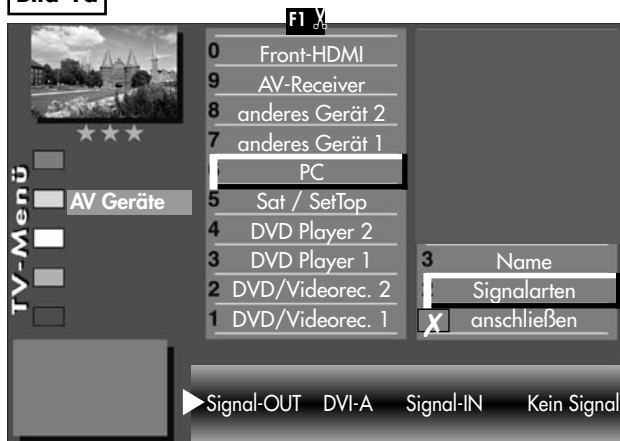 Bild 4a
F1
0 Front-HDMI
9 AV-Receiver
8 anderes Gerät 2
7 anderes Gerät 1
PC
5 Sat / SetTop
4 DVD Player 2
3 DVD Player 1
2 DVD/Videorec. 2
1 DVD/Videorec. 1
TV-Menü
AV Geräte
3 Name
Signalarten
X anschließen
Signal-OUT DVI-A Signal-IN Kein Signal